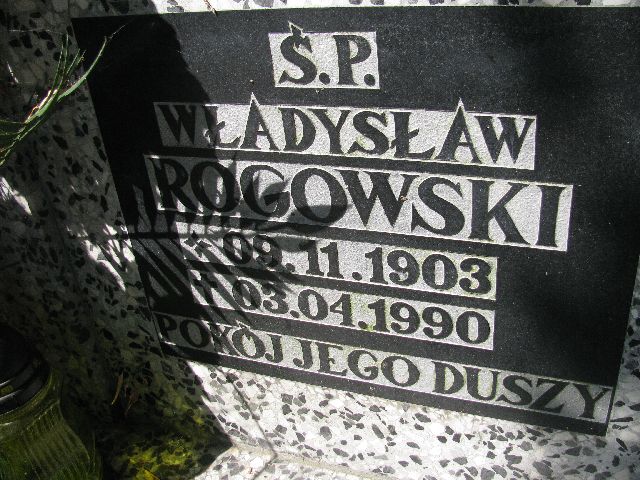 Ś.P.
WŁADYSŁAW
ROGOWSKI
* 09.11.1903
† 03.04.1990
POKÓJ JEGO DUSZY